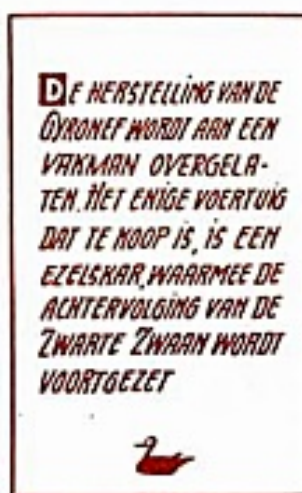 DE HERSTELLING VAN DE
GYRONEF WORDT AAN EEN
VAKMAN OVERGELA-
TEN. HET ENIGE VOERTUIG
DAT TE KOOP IS, IS EEN
EZELSKAR, WAARMEE DE
ACHTERVOLGING VAN DE
ZWARTE ZWAAN WORDT
VOORTGEZET